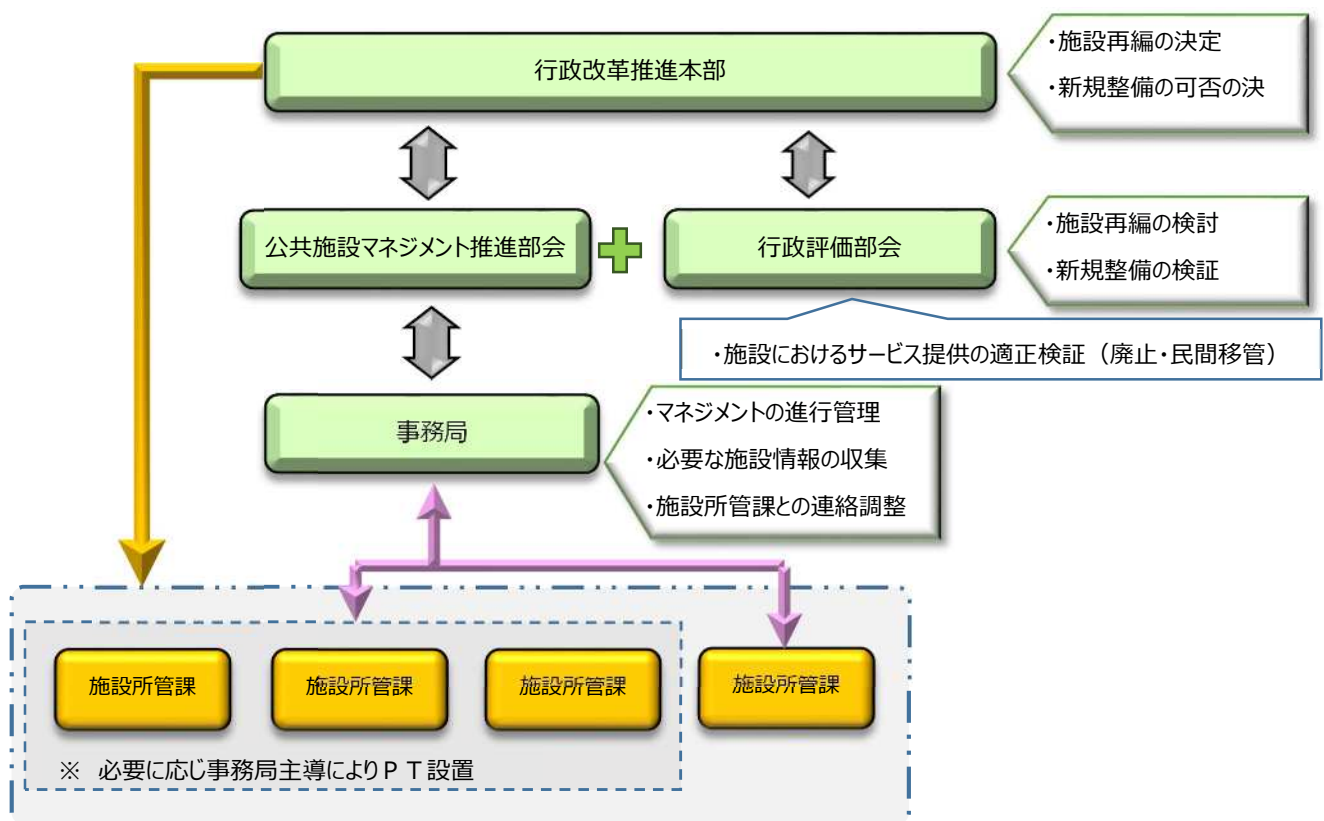 行政改革推進本部
・施設再編の決定
・新規整備の可否の決
公共施設マネジメント推進部会
行政評価部会
・施設再編の検討
・新規整備の検証
・施設におけるサービス提供の適正検証（廃止・民間移管）
事務局
・マネジメントの進行管理
・必要な施設情報の収集
・施設所管課との連絡調整
施設所管課
施設所管課
施設所管課
施設所管課
※　必要に応じ事務局主導によりＰＴ設置